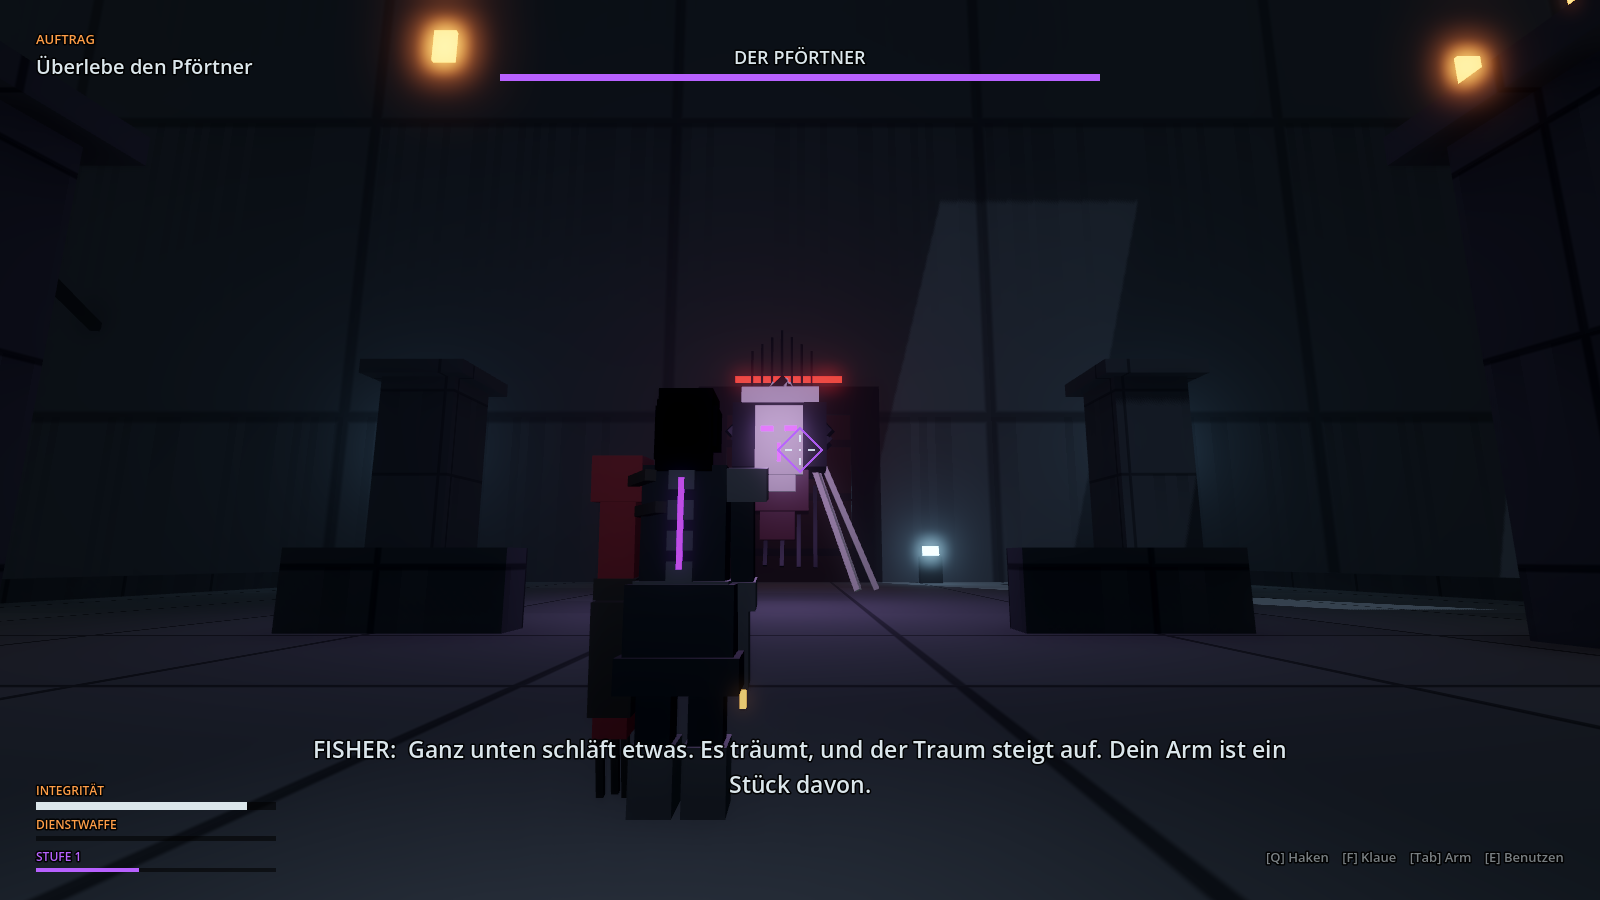 AUFTRAG
Überlebe den Pförtner
DER PFÖRTNER
FISHER: Ganz unten schläft etwas. Es träumt, und der Traum steigt auf. Dein Arm ist ein
Stück davon.
INTEGRITÄT
DIENSTWAFFE
STUFE 1
[Q] Haken [F] Klaue [Tab] Arm [E] Benutzen